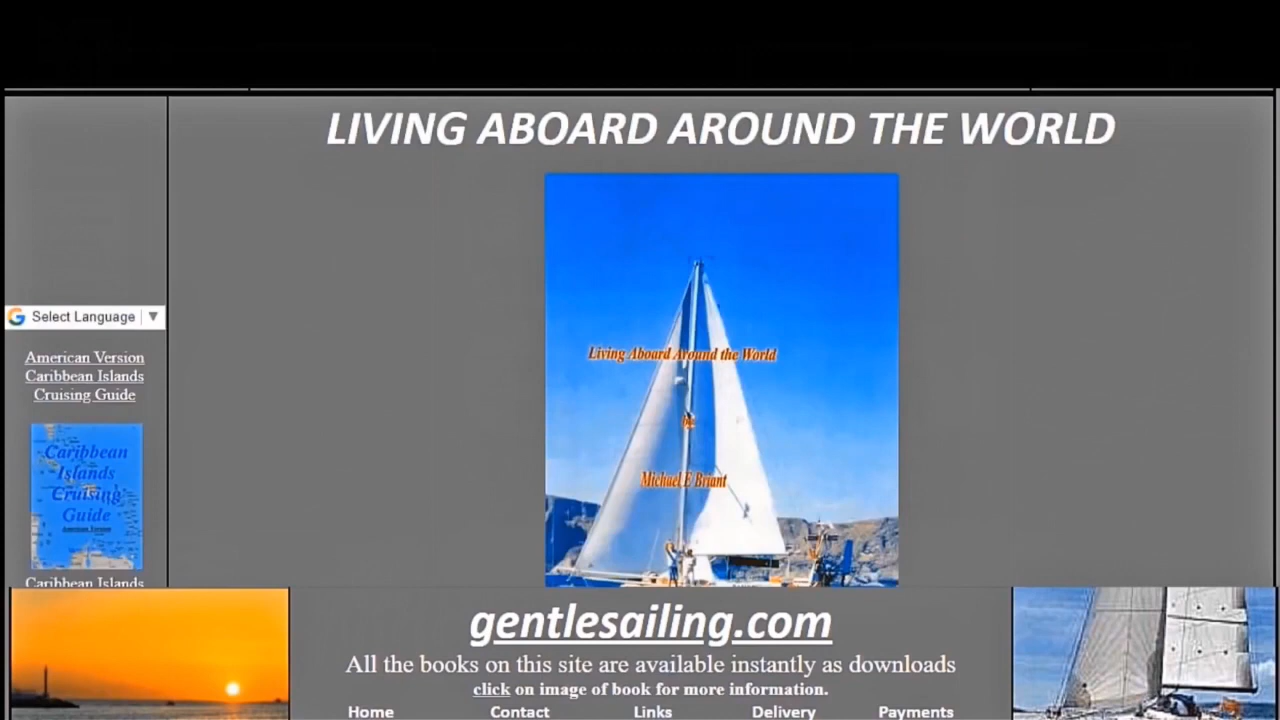 LIVING ABOARD AROUND THE WORLD
Select Language
American Version
Caribbean Islands
Cruising Guide
Caribbean
Islands
Cruising
Guide
American Version
Caribbean Islands
Living Aboard Around the World
by
Michael E Briant
gentlesailing.com
All the books on this site are available instantly as downloads
click on image of book for more information.
Home Contact Links Delivery Payments